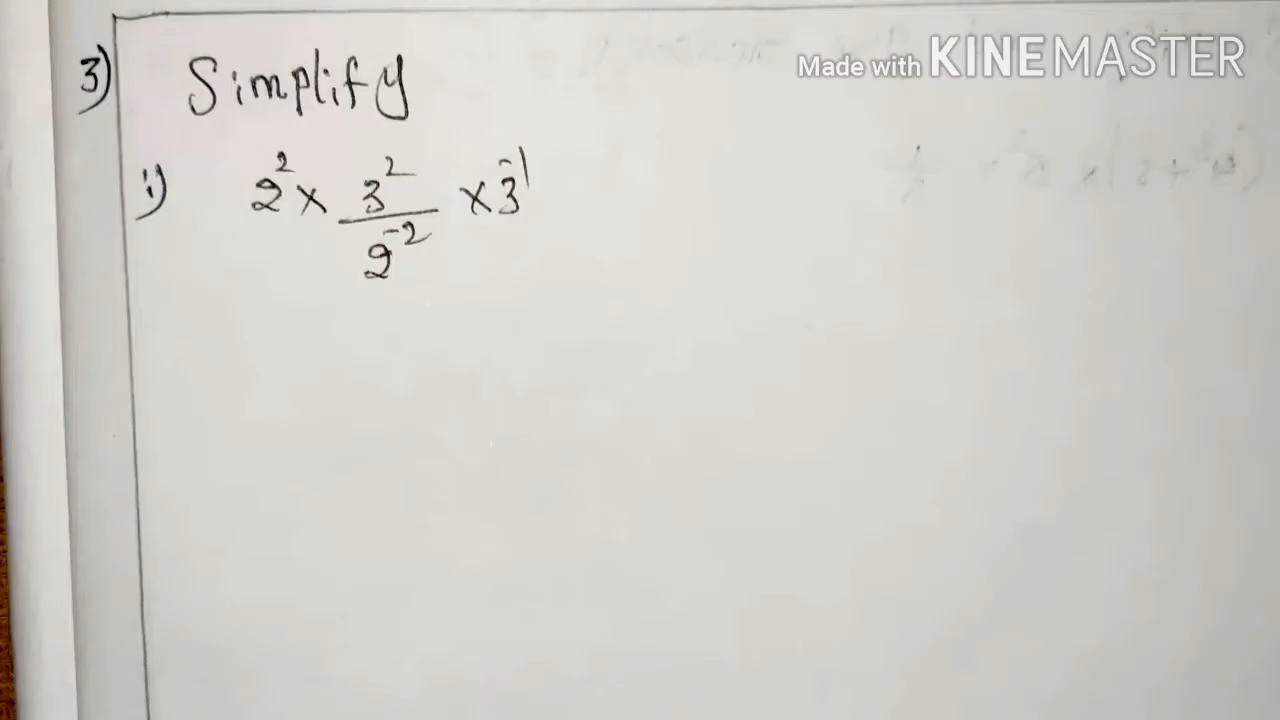 Made with KINEMASTER
3) Simplify
i) 2² × 3²/2⁻² × 3⁻¹